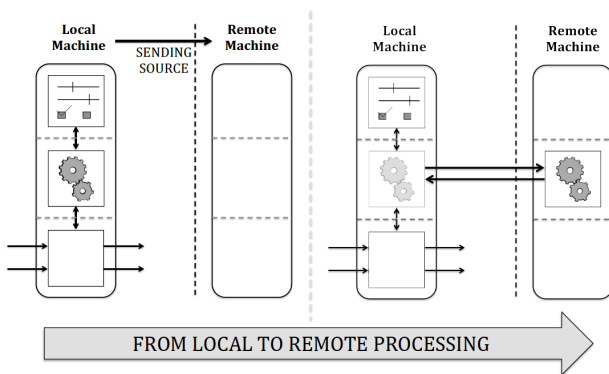 Local
Machine
SENDING
SOURCE
Remote
Machine
Local
Machine
Remote
Machine
FROM LOCAL TO REMOTE PROCESSING